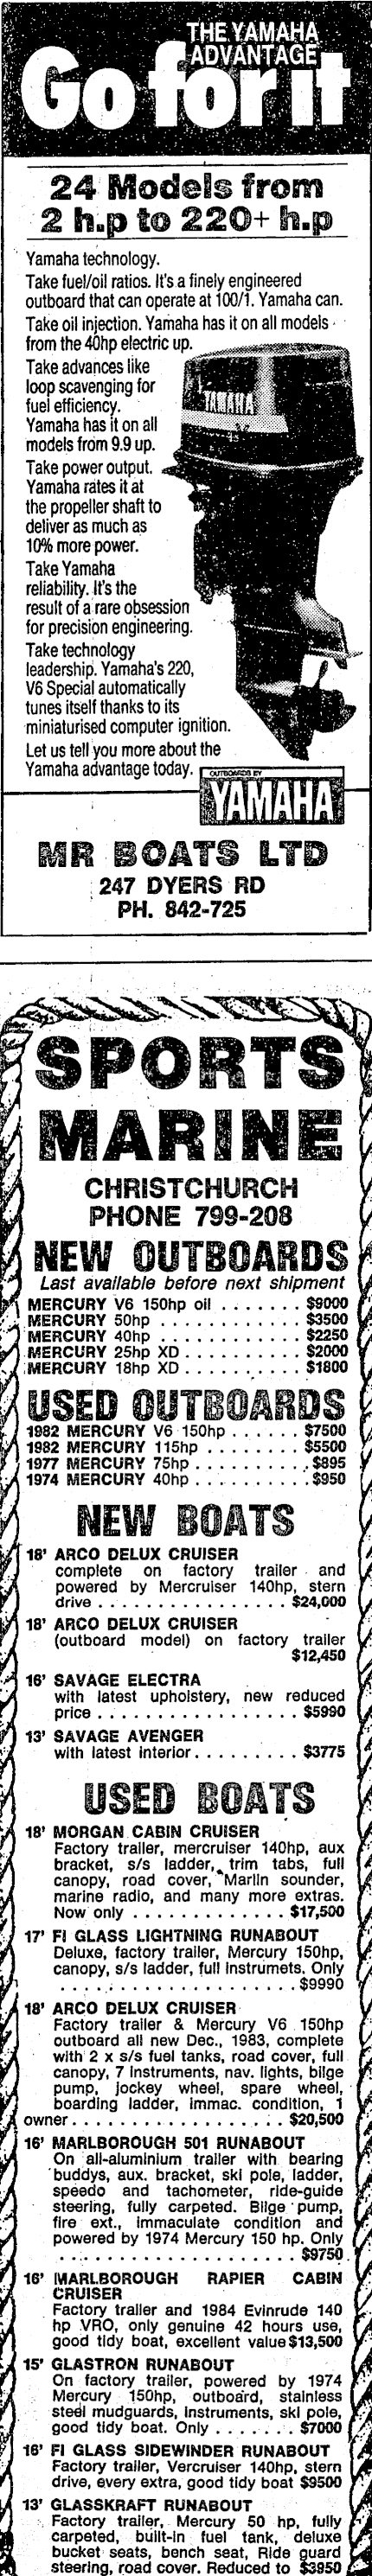 THE YAMAHA
ADVANTAGE
Go for it
24 Models from
2 h.p to 220+ h.p
Yamaha technology.
Take fuel/oil ratios. It's a finely engineered
outboard that can operate at 100/1. Yamaha can.
Take oil injection. Yamaha has it on all models
from the 40hp electric up.
Take advances like
loop scavenging for
fuel efficiency.
Yamaha has it on all
models from 9.9 up.
Take power output.
Yamaha rates it at
the propeller shaft to
deliver as much as
10% more power.
Take Yamaha
reliability. It's the
result of a rare obsession
for precision engineering.
Take technology
leadership. Yamaha's 220,
V6 Special automatically
tunes itself thanks to its
miniaturised computer ignition.
Let us tell you more about the
Yamaha advantage today.
YAMAHA
OUTBOARDS BY
YAMAHA
MR BOATS LTD
247 DYERS RD
PH. 842-725
SPORTS
MARINE
CHRISTCHURCH
PHONE 799-208
NEW OUTBOARDS
Last available before next shipment
MERCURY V6 150hp oil . . . . . . . $9000
MERCURY 50hp . . . . . . . . . . . $3500
MERCURY 40hp . . . . . . . . . . . $2250
MERCURY 25hp XD . . . . . . . . . $2000
MERCURY 18hp XD . . . . . . . . . $1800
USED OUTBOARDS
1982 MERCURY V6 150hp . . . . . . $7500
1982 MERCURY 115hp . . . . . . . . $5500
1977 MERCURY 75hp . . . . . . . . . $895
1974 MERCURY 40hp . . . . . . . . . $950
NEW BOATS
18' ARCO DELUX CRUISER
complete on factory trailer and
powered by Mercruiser 140hp, stern
drive . . . . . . . . . . . . . . . $24,000
18' ARCO DELUX CRUISER
(outboard model) on factory trailer
$12,450
16' SAVAGE ELECTRA
with latest upholstery, new reduced
price . . . . . . . . . . . . . . . . $5990
13' SAVAGE AVENGER
with latest interior . . . . . . . . . $3775
USED BOATS
18' MORGAN CABIN CRUISER
Factory trailer, mercruiser 140hp, aux
bracket, s/s ladder, trim tabs, full
canopy, road cover, Marlin sounder,
marine radio, and many more extras.
Now only . . . . . . . . . . . . $17,500
17' FI GLASS LIGHTNING RUNABOUT
Deluxe, factory trailer, Mercury 150hp,
canopy, s/s ladder, full instrumets. Only
. . . . . . . . . . . . . . . . . . . $9990
18' ARCO DELUX CRUISER
Factory trailer & Mercury V6 150hp
outboard all new Dec., 1983, complete
with 2 x s/s fuel tanks, road cover, full
canopy, 7 instruments, nav. lights, bilge
pump, jockey wheel, spare wheel,
boarding ladder, immac. condition, 1
owner . . . . . . . . . . . . . . . . $20,500
16' MARLBOROUGH 501 RUNABOUT
On all-aluminium trailer with bearing
buddys, aux. bracket, ski pole, ladder,
speedo and tachometer, ride-guide
steering, fully carpeted. Bilge pump,
fire ext., immaculate condition and
powered by 1974 Mercury 150 hp. Only
. . . . . . . . . . . . . . . . . . . $9750
16' MARLBOROUGH RAPIER CABIN
CRUISER
Factory trailer and 1984 Evinrude 140
hp VRO, only genuine 42 hours use,
good tidy boat, excellent value $13,500
15' GLASTRON RUNABOUT
On factory trailer, powered by 1974
Mercury 150hp, outboard, stainless
steel mudguards, instruments, ski pole,
good tidy boat. Only . . . . . . . $7000
16' FI GLASS SIDEWINDER RUNABOUT
Factory trailer, Vercruiser 140hp, stern
drive, every extra, good tidy boat $9500
13' GLASSKRAFT RUNABOUT
Factory trailer, Mercury 50 hp, fully
carpeted, built-in fuel tank, deluxe
bucket seats, bench seat, Ride guard
steering, road cover. Reduced to $3950